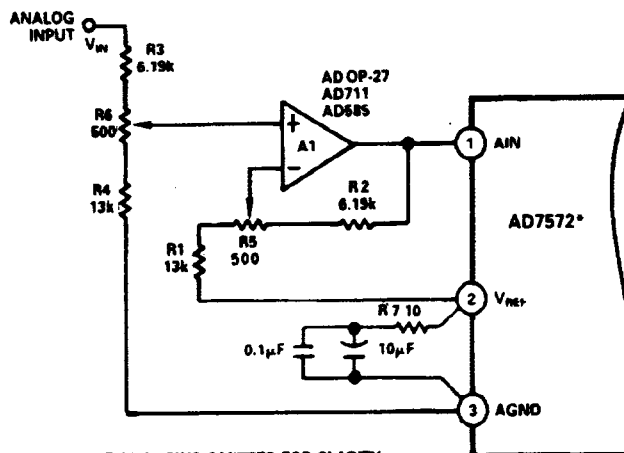 ANALOG
INPUT
VIN
R3
6.19k
R6
500
R4
13k
AD OP-27
AD711
AD585
A1
+
−
R2
6.19k
R5
500
R1
13k
1
AIN
AD7572*
2
VREF
R7 10
0.1µF
10µF
3
AGND